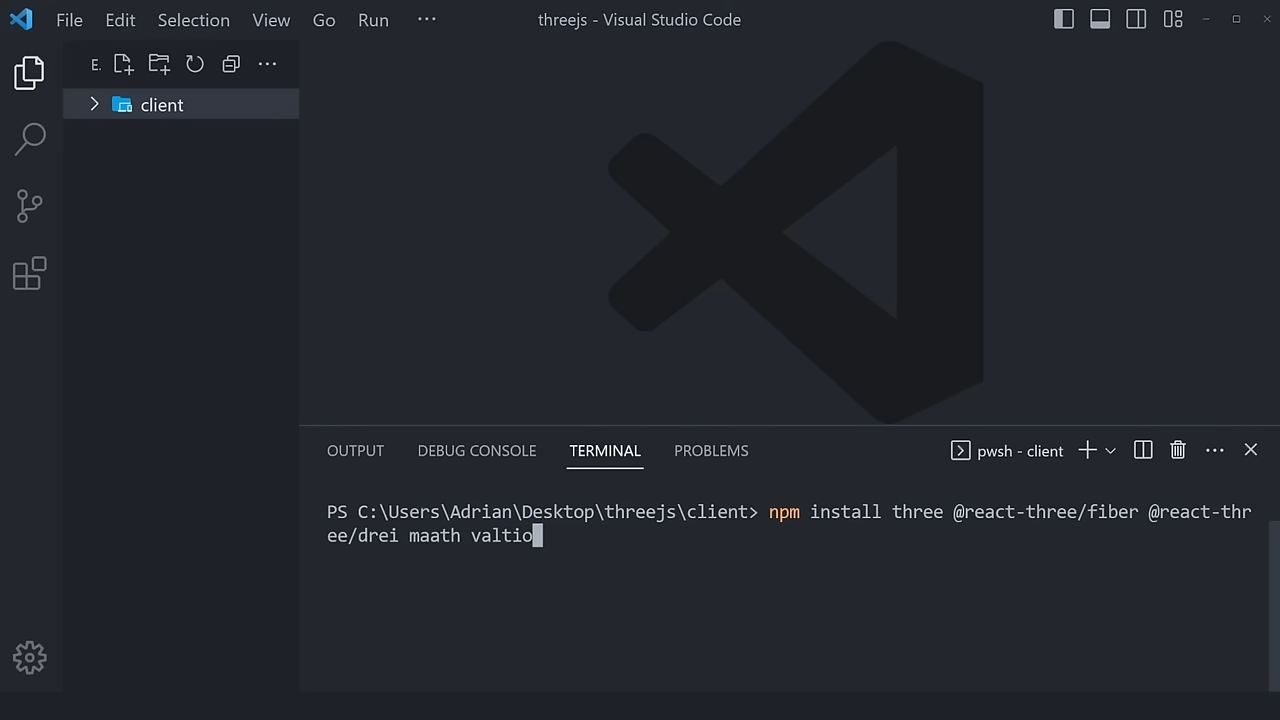 File Edit Selection View Go Run ··· threejs - Visual Studio Code
E.
client
OUTPUT DEBUG CONSOLE TERMINAL PROBLEMS pwsh - client
PS C:\Users\Adrian\Desktop\threejs\client> npm install three @react-three/fiber @react-thr
ee/drei maath valtio